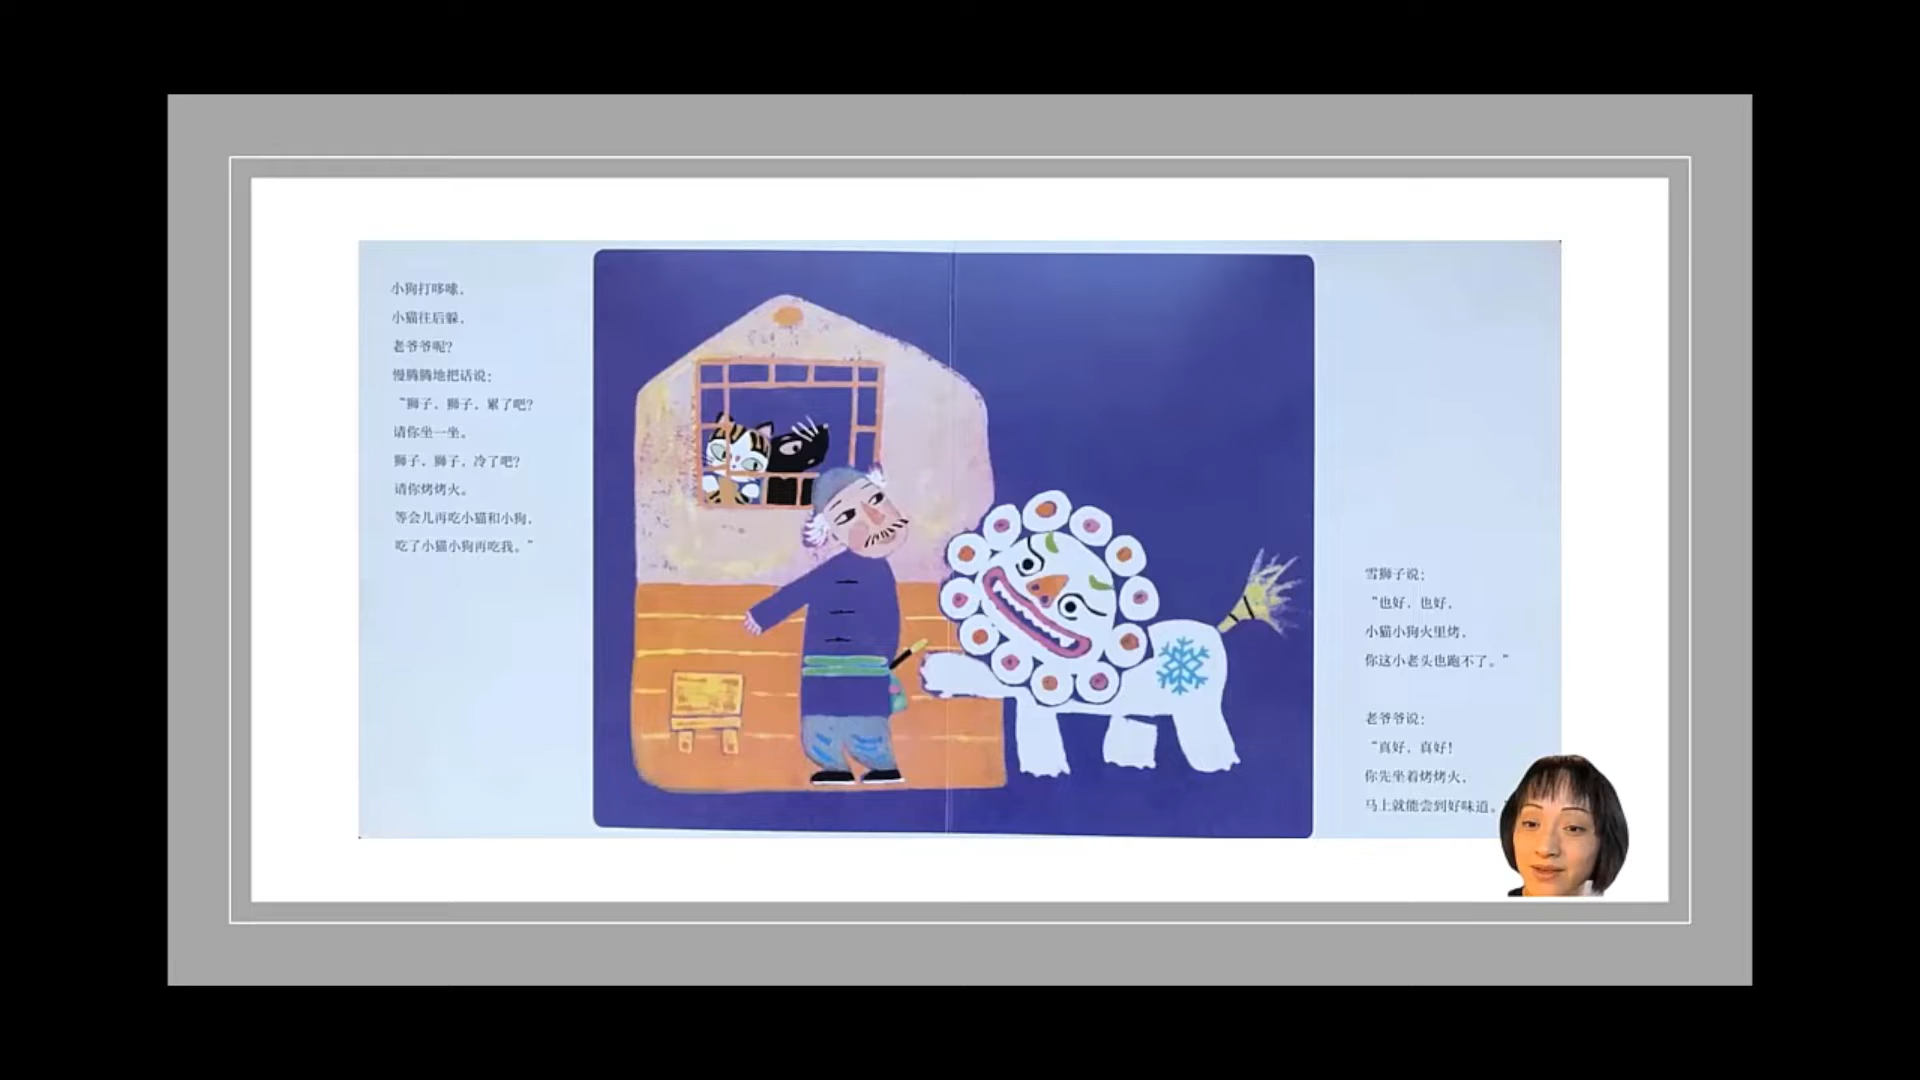 小狗打哆嗦，
小猫往后躲，
老爷爷呢？
慢腾腾地把话说：
“狮子，狮子，累了吧？
请你坐一坐。
狮子，狮子，冷了吧？
请你烤烤火。
等会儿再吃小猫和小狗，
吃了小猫小狗再吃我。”
雪狮子说：
“也好，也好，
小猫小狗火里烤，
你这小老头也跑不了。”
老爷爷说：
“真好，真好！
你先坐着烤烤火，
马上就能尝到好味道。”